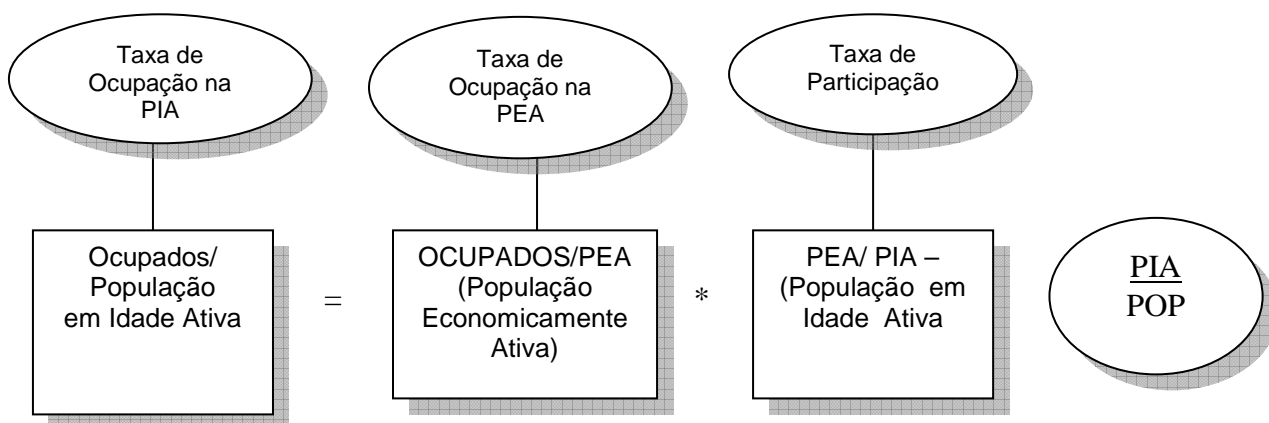 Taxa de
Ocupação na
PIA
Taxa de
Ocupação na
PEA
Taxa de
Participação
Ocupados/
População
em Idade Ativa
=
OCUPADOS/PEA
(População
Economicamente
Ativa)
*
PEA/ PIA –
(População em
Idade Ativa
PIA
POP